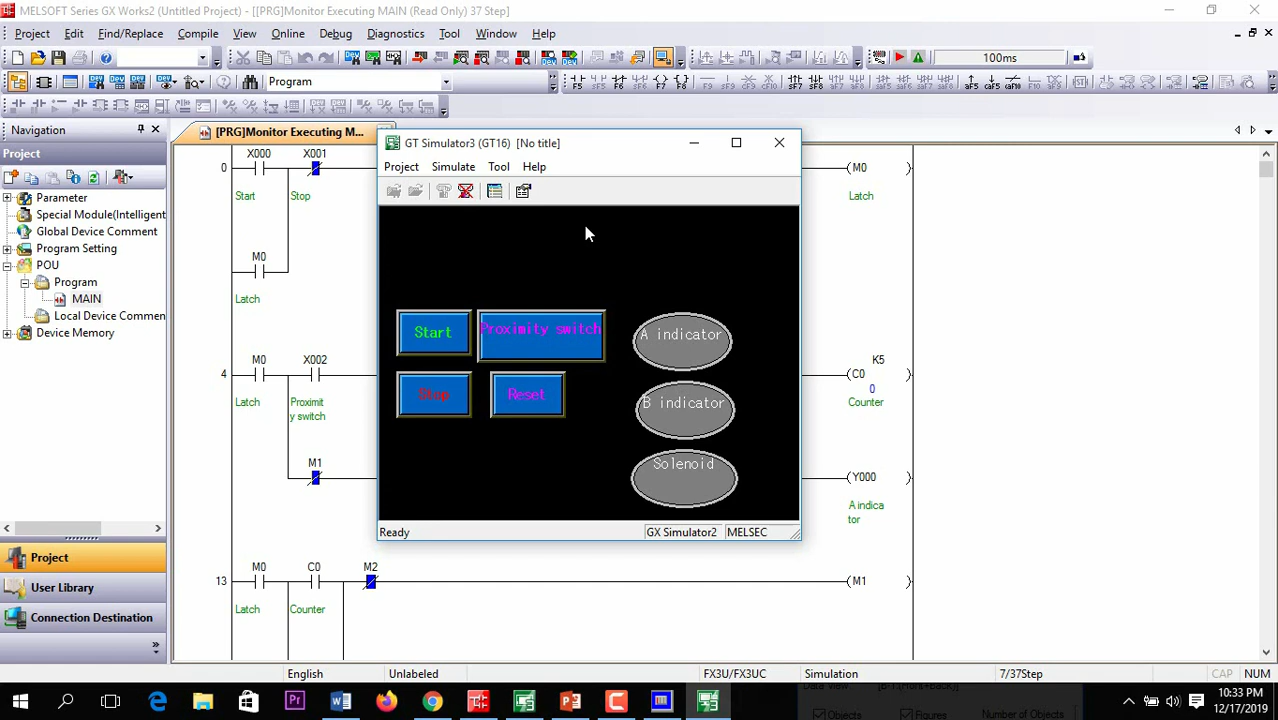 MELSOFT Series GX Works2 (Untitled Project) - [[PRG]Monitor Executing MAIN (Read Only) 37 Step]
Project Edit Find/Replace Compile View Online Debug Diagnostics Tool Window Help
100ms
Program
Navigation
[PRG]Monitor Executing M...
Project
Parameter
Special Module(Intelligent
Global Device Comment
Program Setting
POU
Program
MAIN
Local Device Commen
Device Memory
Project
User Library
Connection Destination
0 X000 X001 M0
Start Stop Latch
M0
Latch
4 M0 X002 K5
C0
0
Latch Proximit
y switch Counter
M1 Y000
A indica
tor
13 M0 C0 M2 M1
Latch Counter
GT Simulator3 (GT16) [No title]
Project Simulate Tool Help
Start Proximity switch A indicator
Stop Reset B indicator
Solenoid
Ready GX Simulator2 MELSEC
English Unlabeled FX3U/FX3UC Simulation 7/37Step CAP NUM
Objects Figures Number of Objects
10:33 PM
12/17/2019